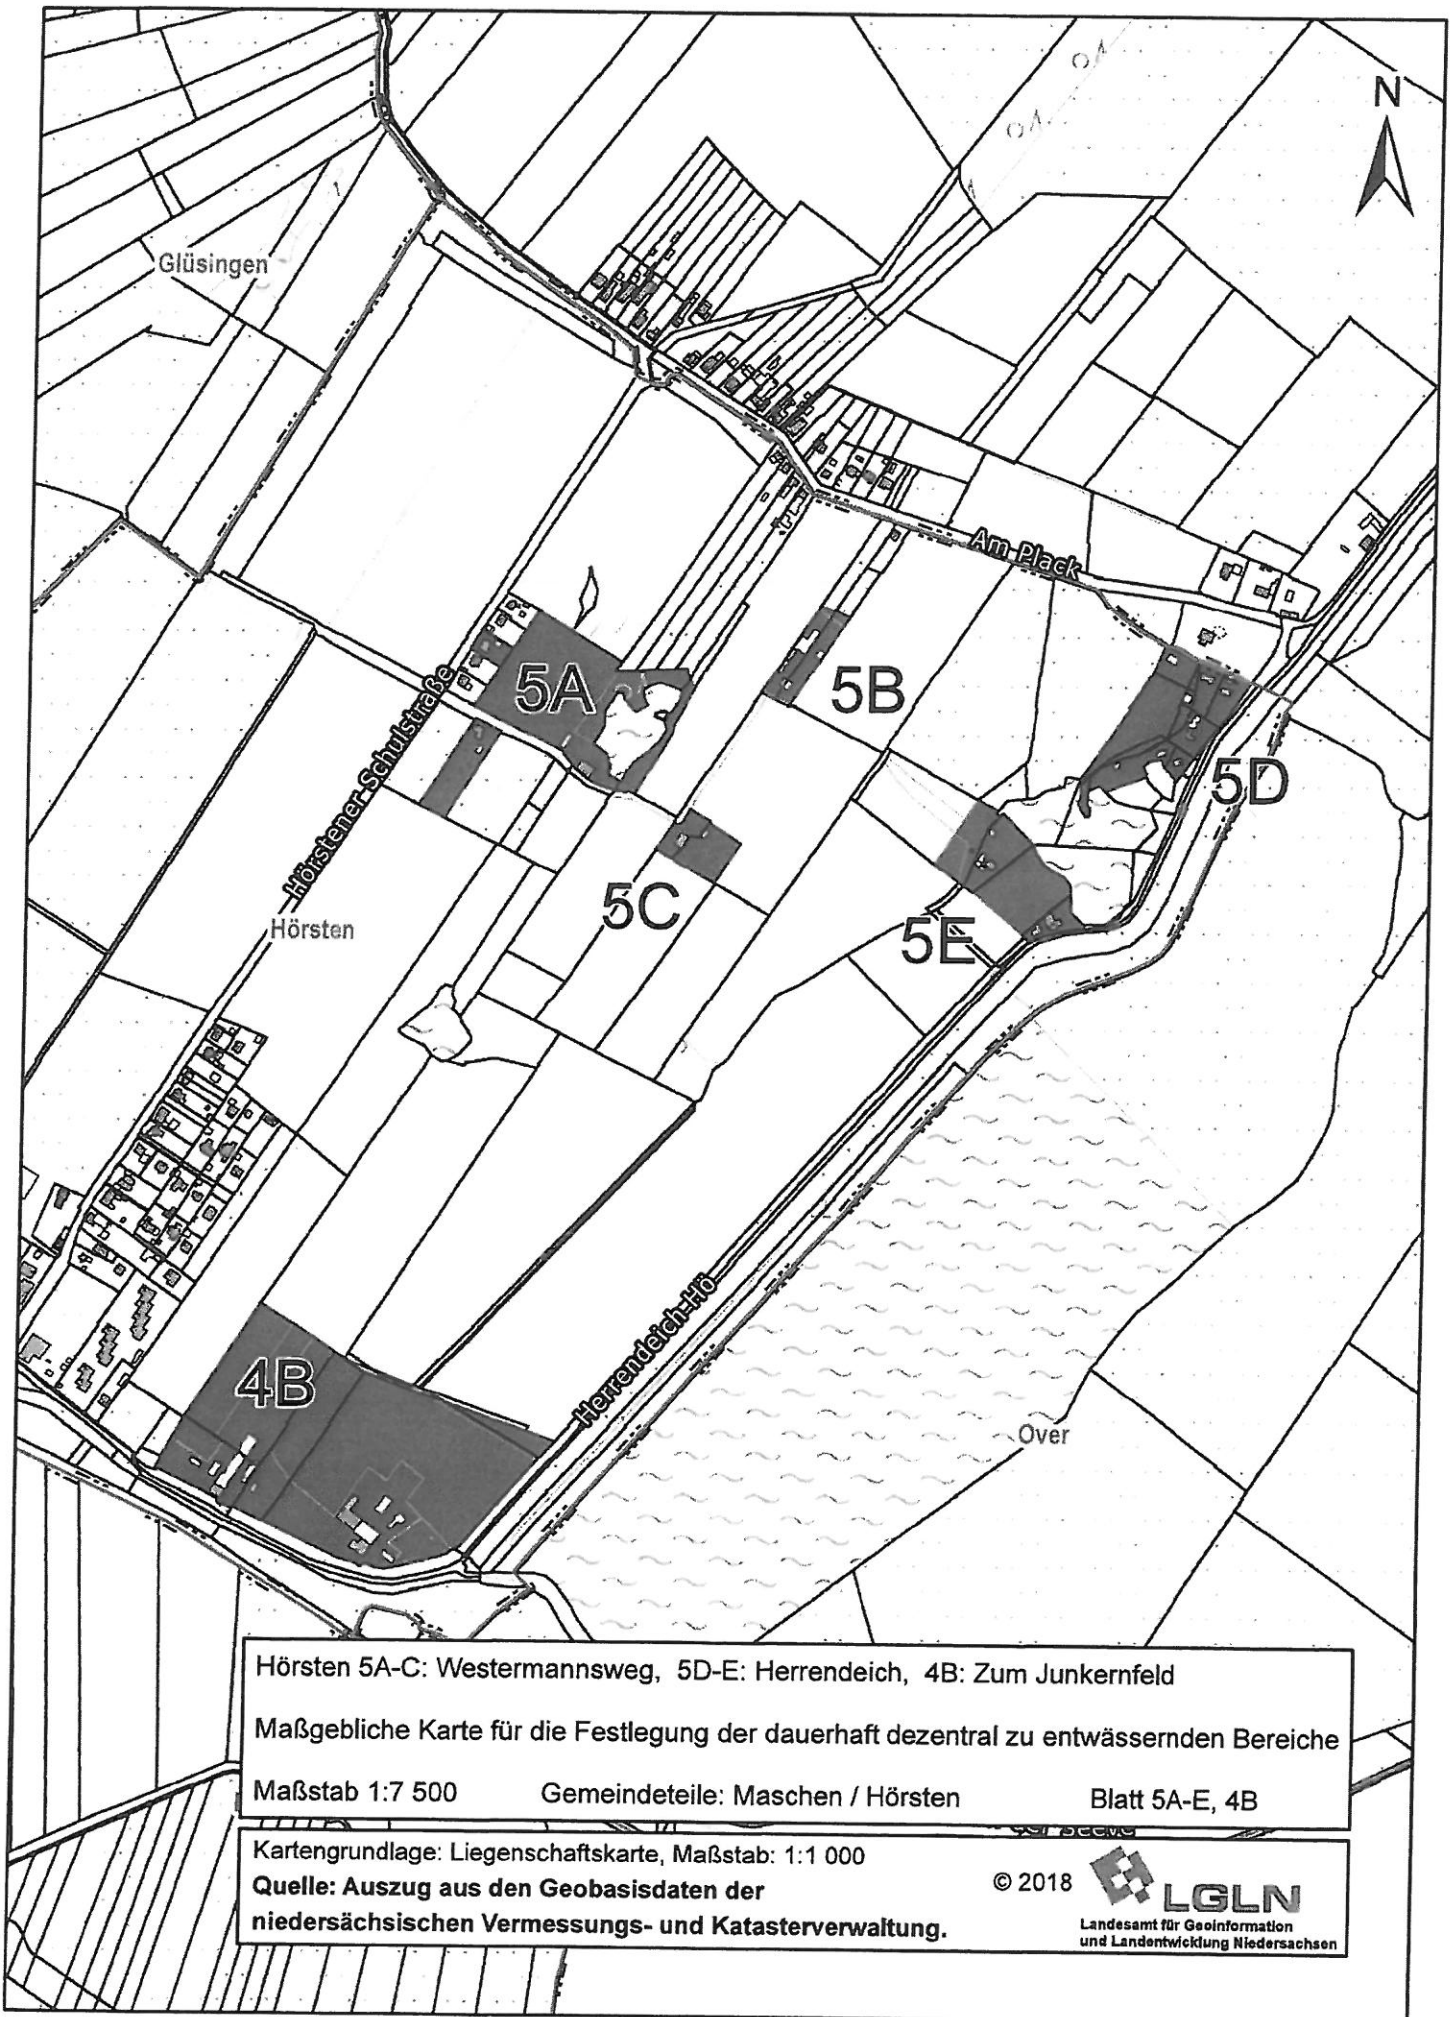 N
Glüsingen
Am Plack
5A
5B
5D
Hörstener Schulstraße
5C
5E
Hörsten
4B
Herrendeich-Hö
Over
Hörsten 5A-C: Westermannsweg, 5D-E: Herrendeich, 4B: Zum Junkernfeld
Maßgebliche Karte für die Festlegung der dauerhaft dezentral zu entwässernden Bereiche
Maßstab 1:7 500 Gemeindeteile: Maschen / Hörsten Blatt 5A-E, 4B
Kartengrundlage: Liegenschaftskarte, Maßstab: 1:1 000
Quelle: Auszug aus den Geobasisdaten der
niedersächsischen Vermessungs- und Katasterverwaltung.
© 2018
LGLN
Landesamt für Geoinformation
und Landentwicklung Niedersachsen